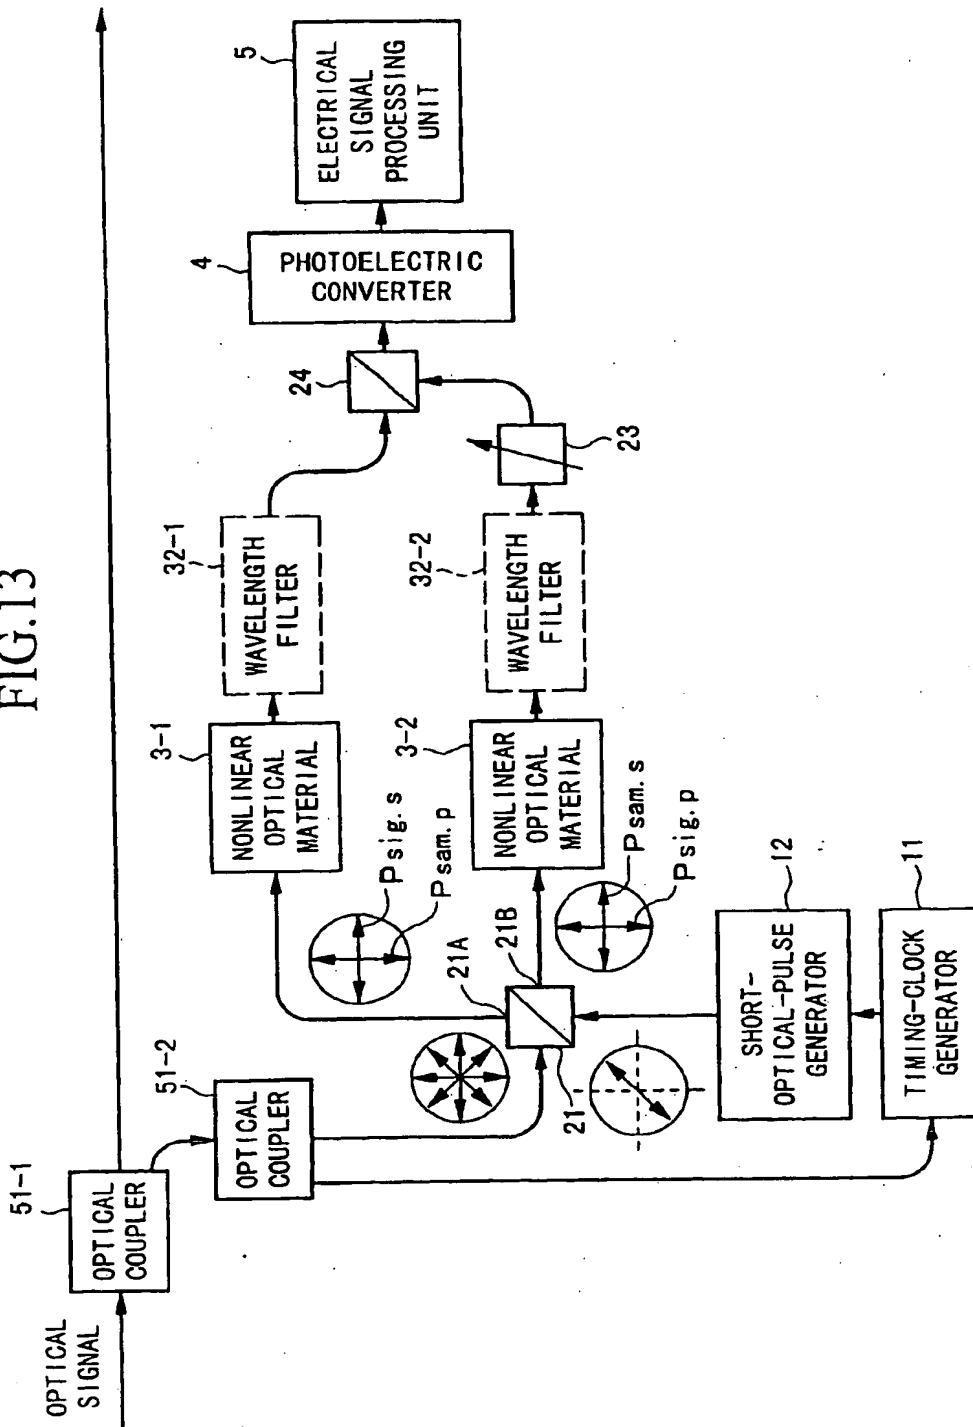 FIG.13
OPTICAL
SIGNAL
51-1
OPTICAL
COUPLER
51-2
OPTICAL
COUPLER
21A
21B
21
Psig.s
Psam.p
Psam.s
Psig.p
3-1
NONLINEAR
OPTICAL
MATERIAL
3-2
NONLINEAR
OPTICAL
MATERIAL
32-1
WAVELENGTH
FILTER
32-2
WAVELENGTH
FILTER
23
24
4
PHOTOELECTRIC
CONVERTER
5
ELECTRICAL
SIGNAL
PROCESSING
UNIT
12
SHORT-
OPTICAL-PULSE
GENERATOR
11
TIMING-CLOCK
GENERATOR